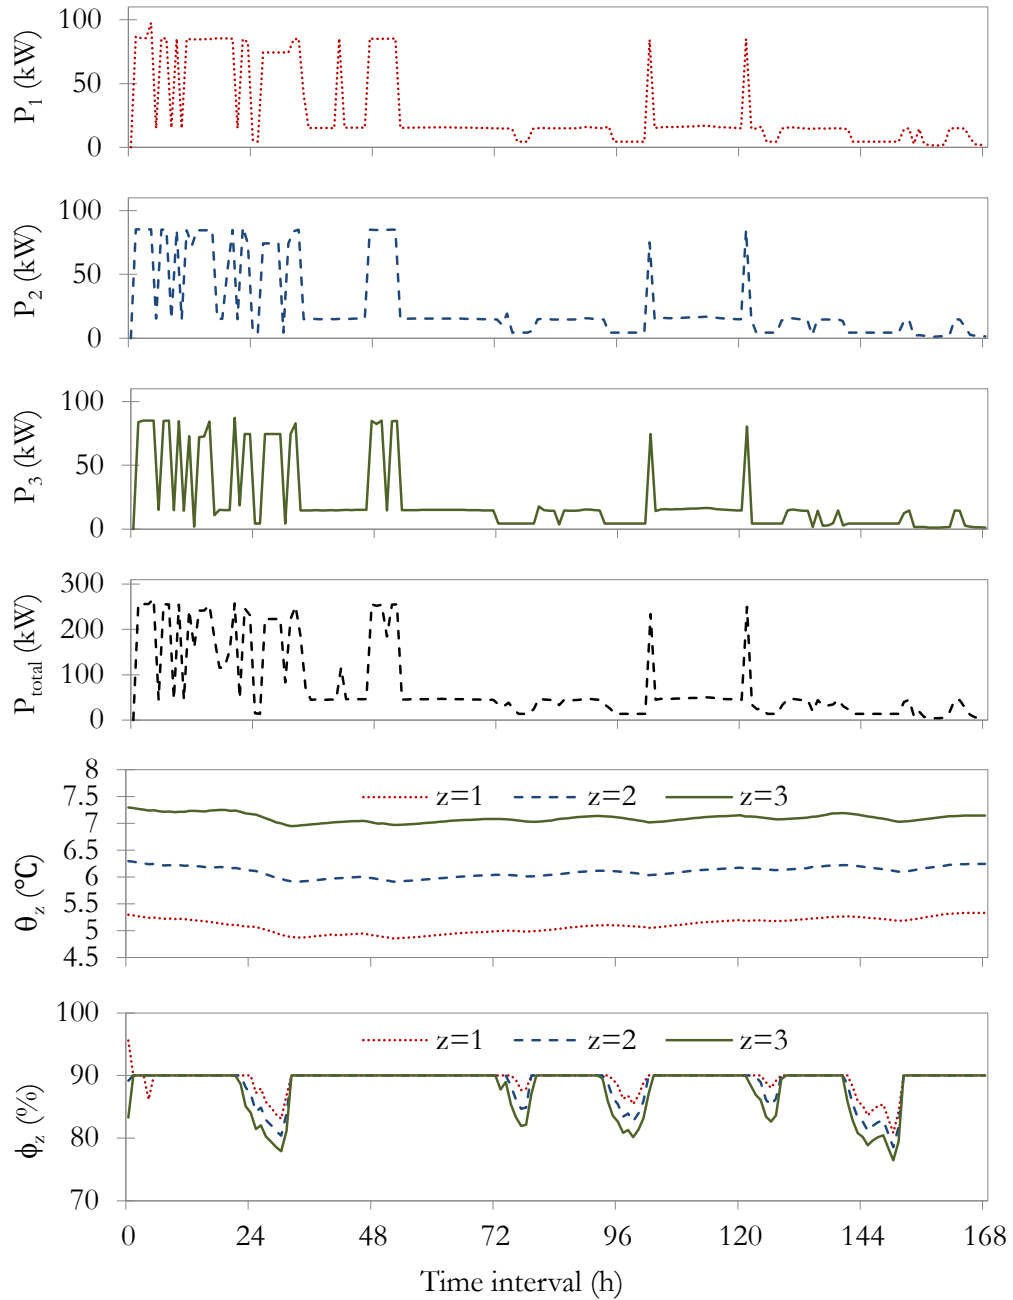 100
50
0
P1 (kW)
100
50
0
P2 (kW)
100
50
0
P3 (kW)
300
200
100
0
Ptotal (kW)
8
7.5
7
6.5
6
5.5
5
4.5
θz (°C)
z=1 z=2 z=3
100
90
80
70
ϕz (%)
z=1 z=2 z=3
0 24 48 72 96 120 144 168
Time interval (h)